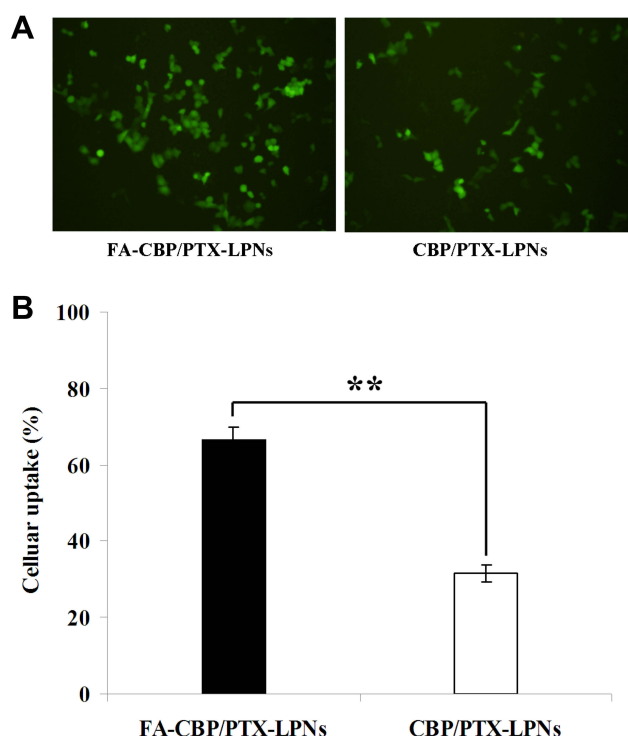 A
FA-CBP/PTX-LPNs
CBP/PTX-LPNs
B
100
80
60
40
20
0
Celluar uptake (%)
**
FA-CBP/PTX-LPNs
CBP/PTX-LPNs